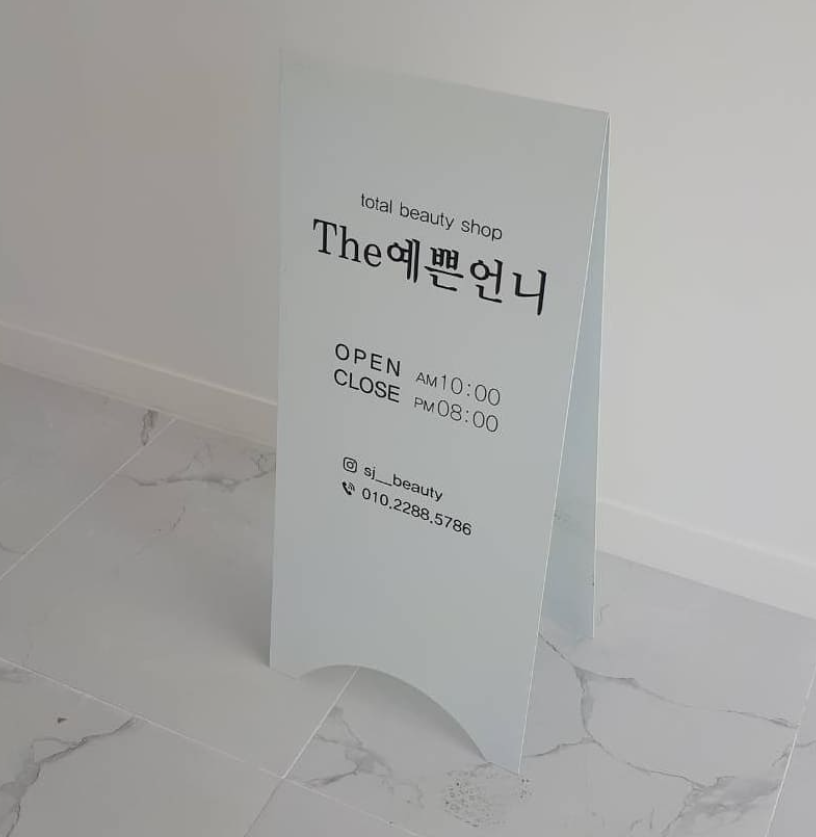 total beauty shop
The예쁜언니
OPEN AM10:00
CLOSE PM08:00
sj__beauty
010.2288.5786